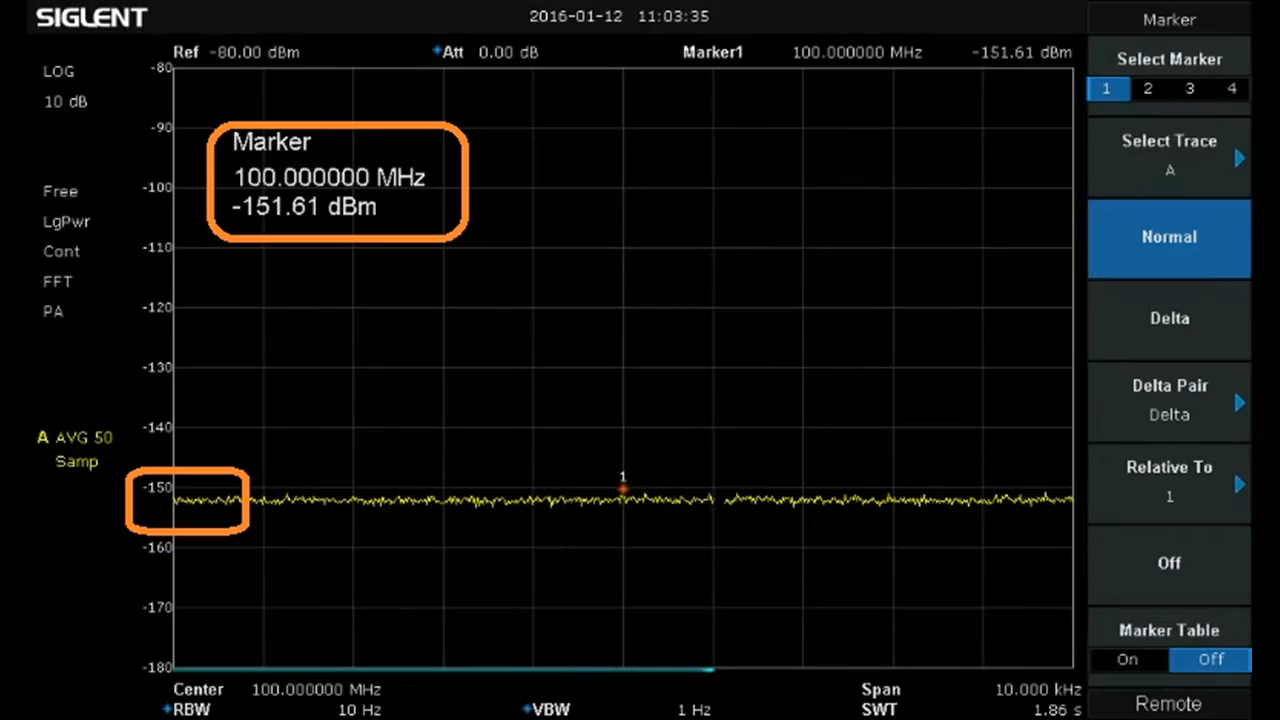 SIGLENT
2016-01-12 11:03:35
Marker
Ref -80.00 dBm Att 0.00 dB Marker1 100.000000 MHz -151.61 dBm
Select Marker
1 2 3 4
LOG
10 dB
Free
LgPwr
Cont
FFT
PA
A AVG 50
Samp
-80
-90
-100
-110
-120
-130
-140
-150
-160
-170
-180
Marker
100.000000 MHz
-151.61 dBm
1
Select Trace
A
Normal
Delta
Delta Pair
Delta
Relative To
1
Off
Marker Table
On Off
Remote
Center 100.000000 MHz Span 10.000 kHz
RBW 10 Hz VBW 1 Hz SWT 1.86 s